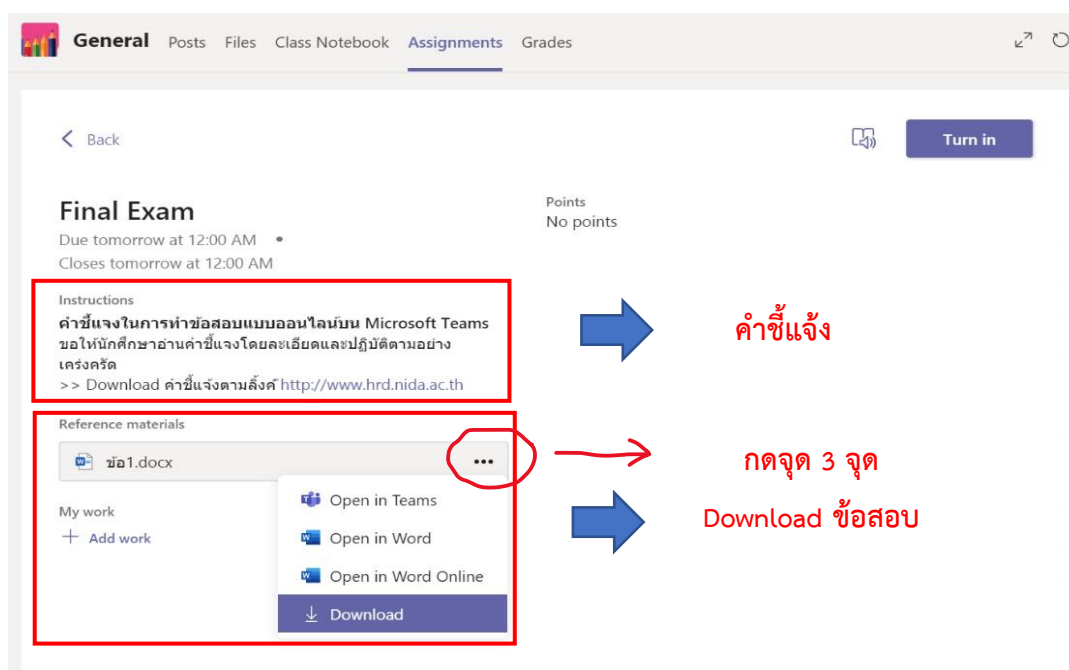 General Posts Files Class Notebook Assignments Grades
Back
Turn in
Final Exam
Due tomorrow at 12:00 AM •
Closes tomorrow at 12:00 AM
Points
No points
Instructions
คำชี้แจงในการทำข้อสอบแบบออนไลน์บน Microsoft Teams
ขอให้นักศึกษาอ่านคำชี้แจงโดยละเอียดและปฏิบัติตามอย่าง
เคร่งครัด
>> Download คำชี้แจ้งตามลิ้งค์ http://www.hrd.nida.ac.th
คำชี้แจ้ง
Reference materials
ข้อ1.docx
กดจุด 3 จุด
Download ข้อสอบ
My work
+ Add work
Open in Teams
Open in Word
Open in Word Online
Download